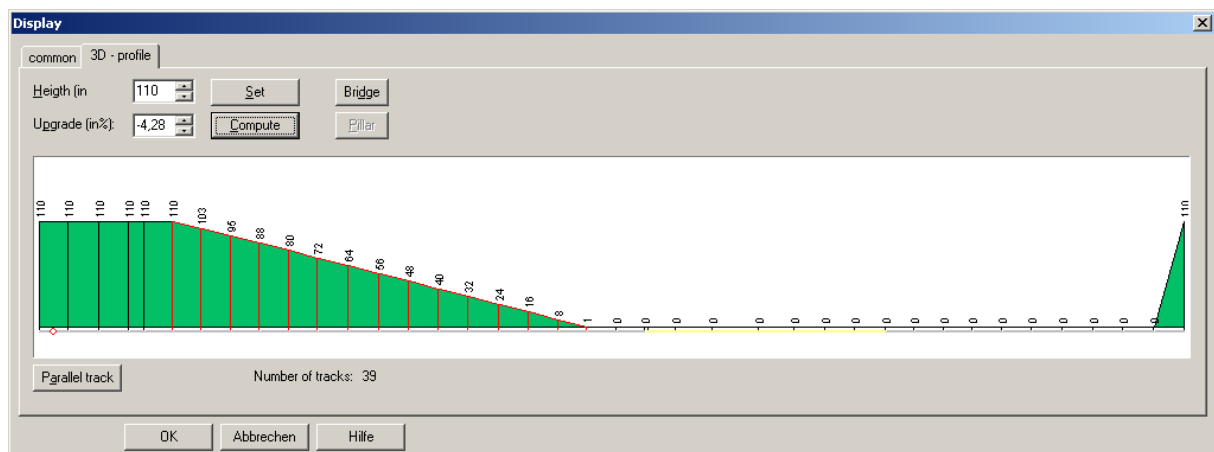 Display
common 3D - profile
Heigth (in 110 Set Bridge
Upgrade (in%): -4,28 Compute Pillar
110 110 110 110 110 110 103 95 88 80 72 64 56 48 40 32 24 16 8 1 0 0 0 0 0 0 0 0 0 0 0 0 0 0 0 0 0 0 110
Parallel track Number of tracks: 39
OK Abbrechen Hilfe